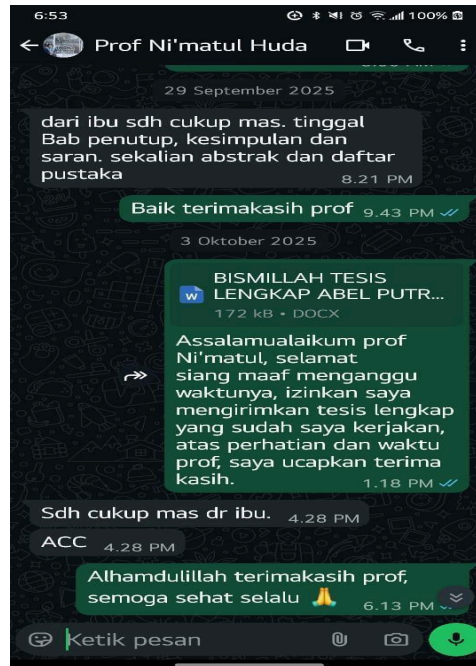 6:53
100%
Prof Ni'matul Huda
29 September 2025
dari ibu sdh cukup mas. tinggal
Bab penutup, kesimpulan dan
saran. sekalian abstrak dan daftar
pustaka
8.21 PM
Baik terimakasih prof 9.43 PM
3 Oktober 2025
BISMILLAH TESIS
LENGKAP ABEL PUTR...
W
172 kB • DOCX
Assalamualaikum prof
Ni'matul, selamat
siang maaf menganggu
waktunya, izinkan saya
mengirimkan tesis lengkap
yang sudah saya kerjakan,
atas perhatian dan waktu
prof, saya ucapkan terima
kasih.
1.18 PM
Sdh cukup mas dr ibu. 4.28 PM
ACC 4.28 PM
Alhamdulillah terimakasih prof,
semoga sehat selalu 🙏
6.13 PM
Ketik pesan